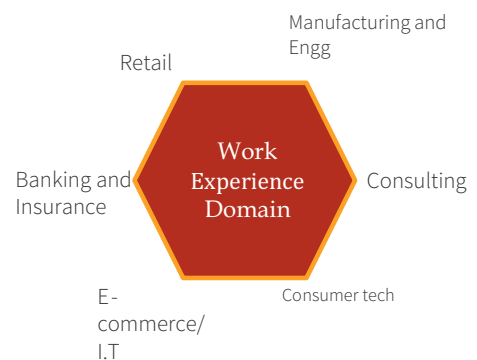 Manufacturing and
Engg
Retail
Work
Experience
Domain
Banking and
Insurance
Consulting
E-
commerce/
I.T
Consumer tech